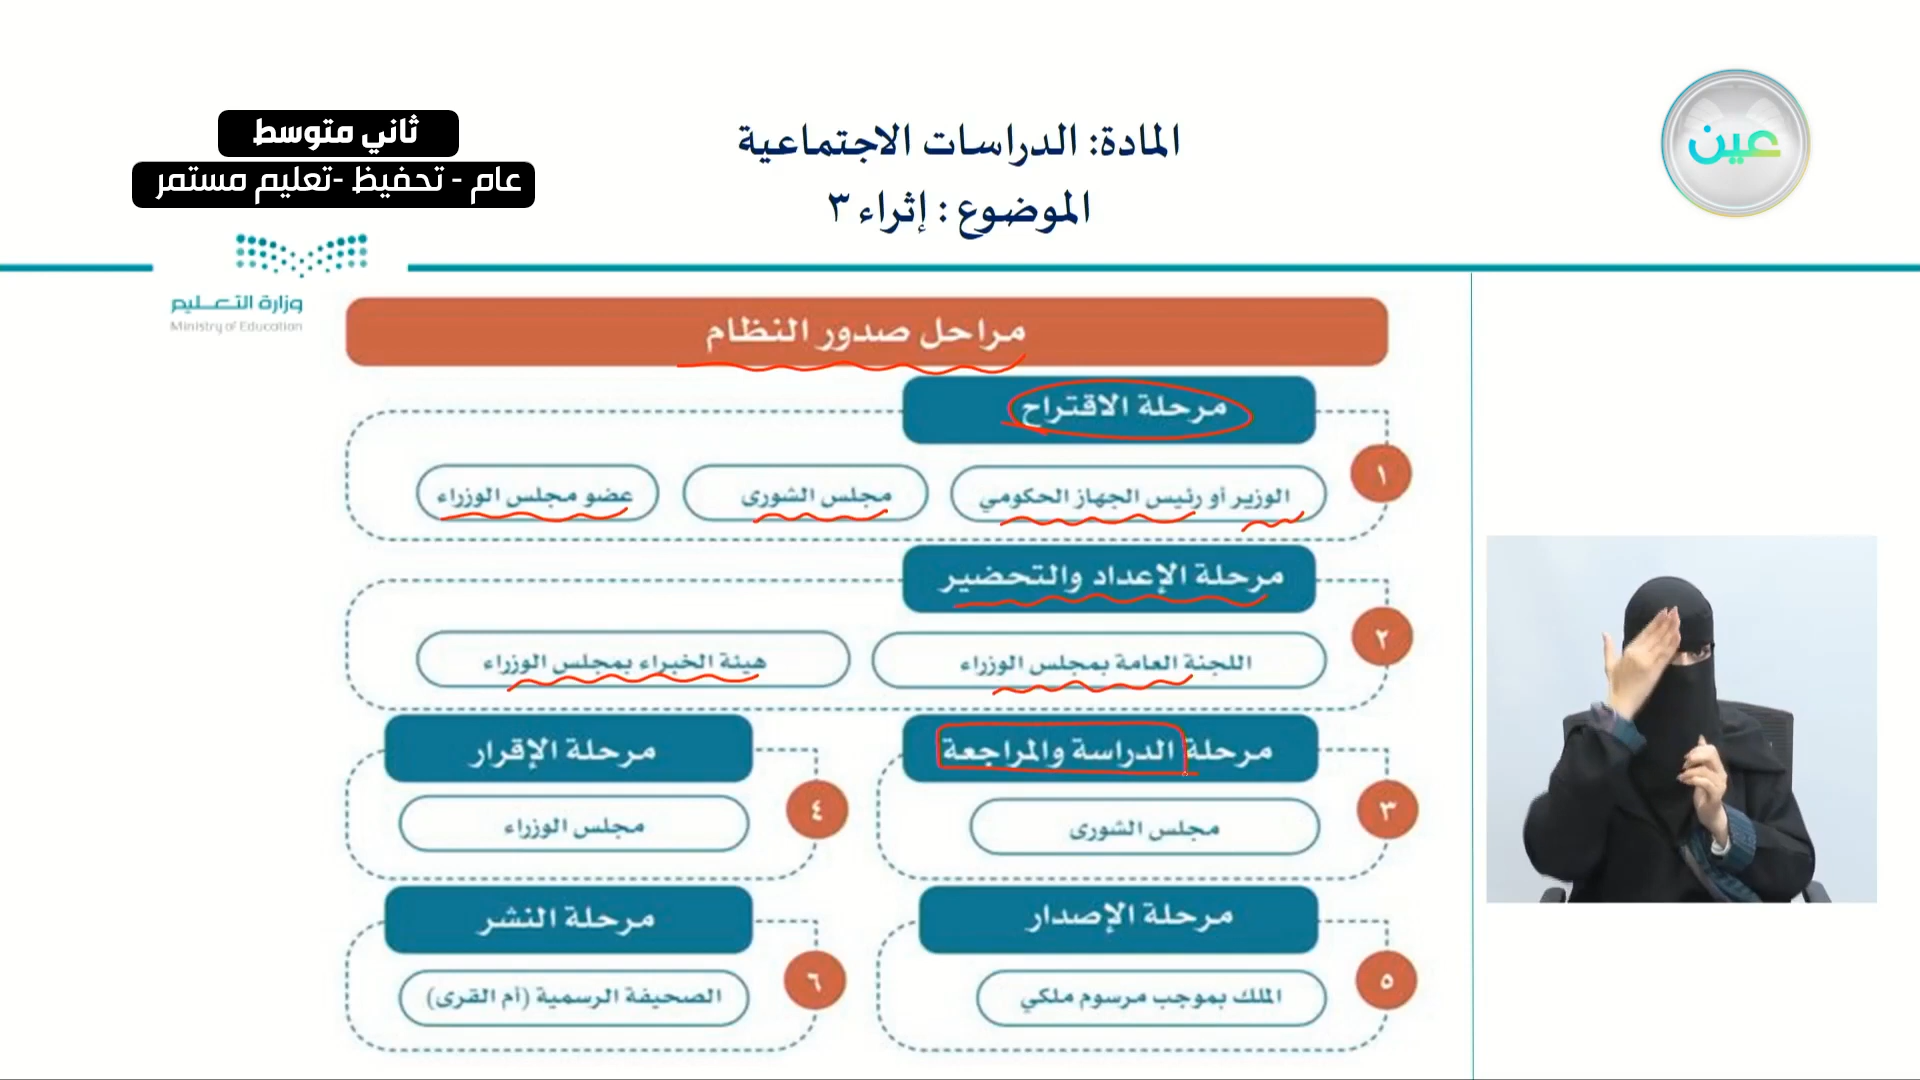 المادة: الدراسات الاجتماعية
الموضوع : إثراء ٣
عين
ثاني متوسط
عام - تحفيظ -تعليم مستمر
وزارة التعـــليم
Ministry of Education
مراحل صدور النظام
مرحلة الاقتراح
١
الوزير أو رئيس الجهاز الحكومي
مجلس الشورى
عضو مجلس الوزراء
مرحلة الإعداد والتحضير
٢
اللجنة العامة بمجلس الوزراء
هيئة الخبراء بمجلس الوزراء
مرحلة الدراسة والمراجعة
٣
مجلس الشورى
مرحلة الإقرار
٤
مجلس الوزراء
مرحلة الإصدار
٥
الملك بموجب مرسوم ملكي
مرحلة النشر
٦
الصحيفة الرسمية (أم القرى)